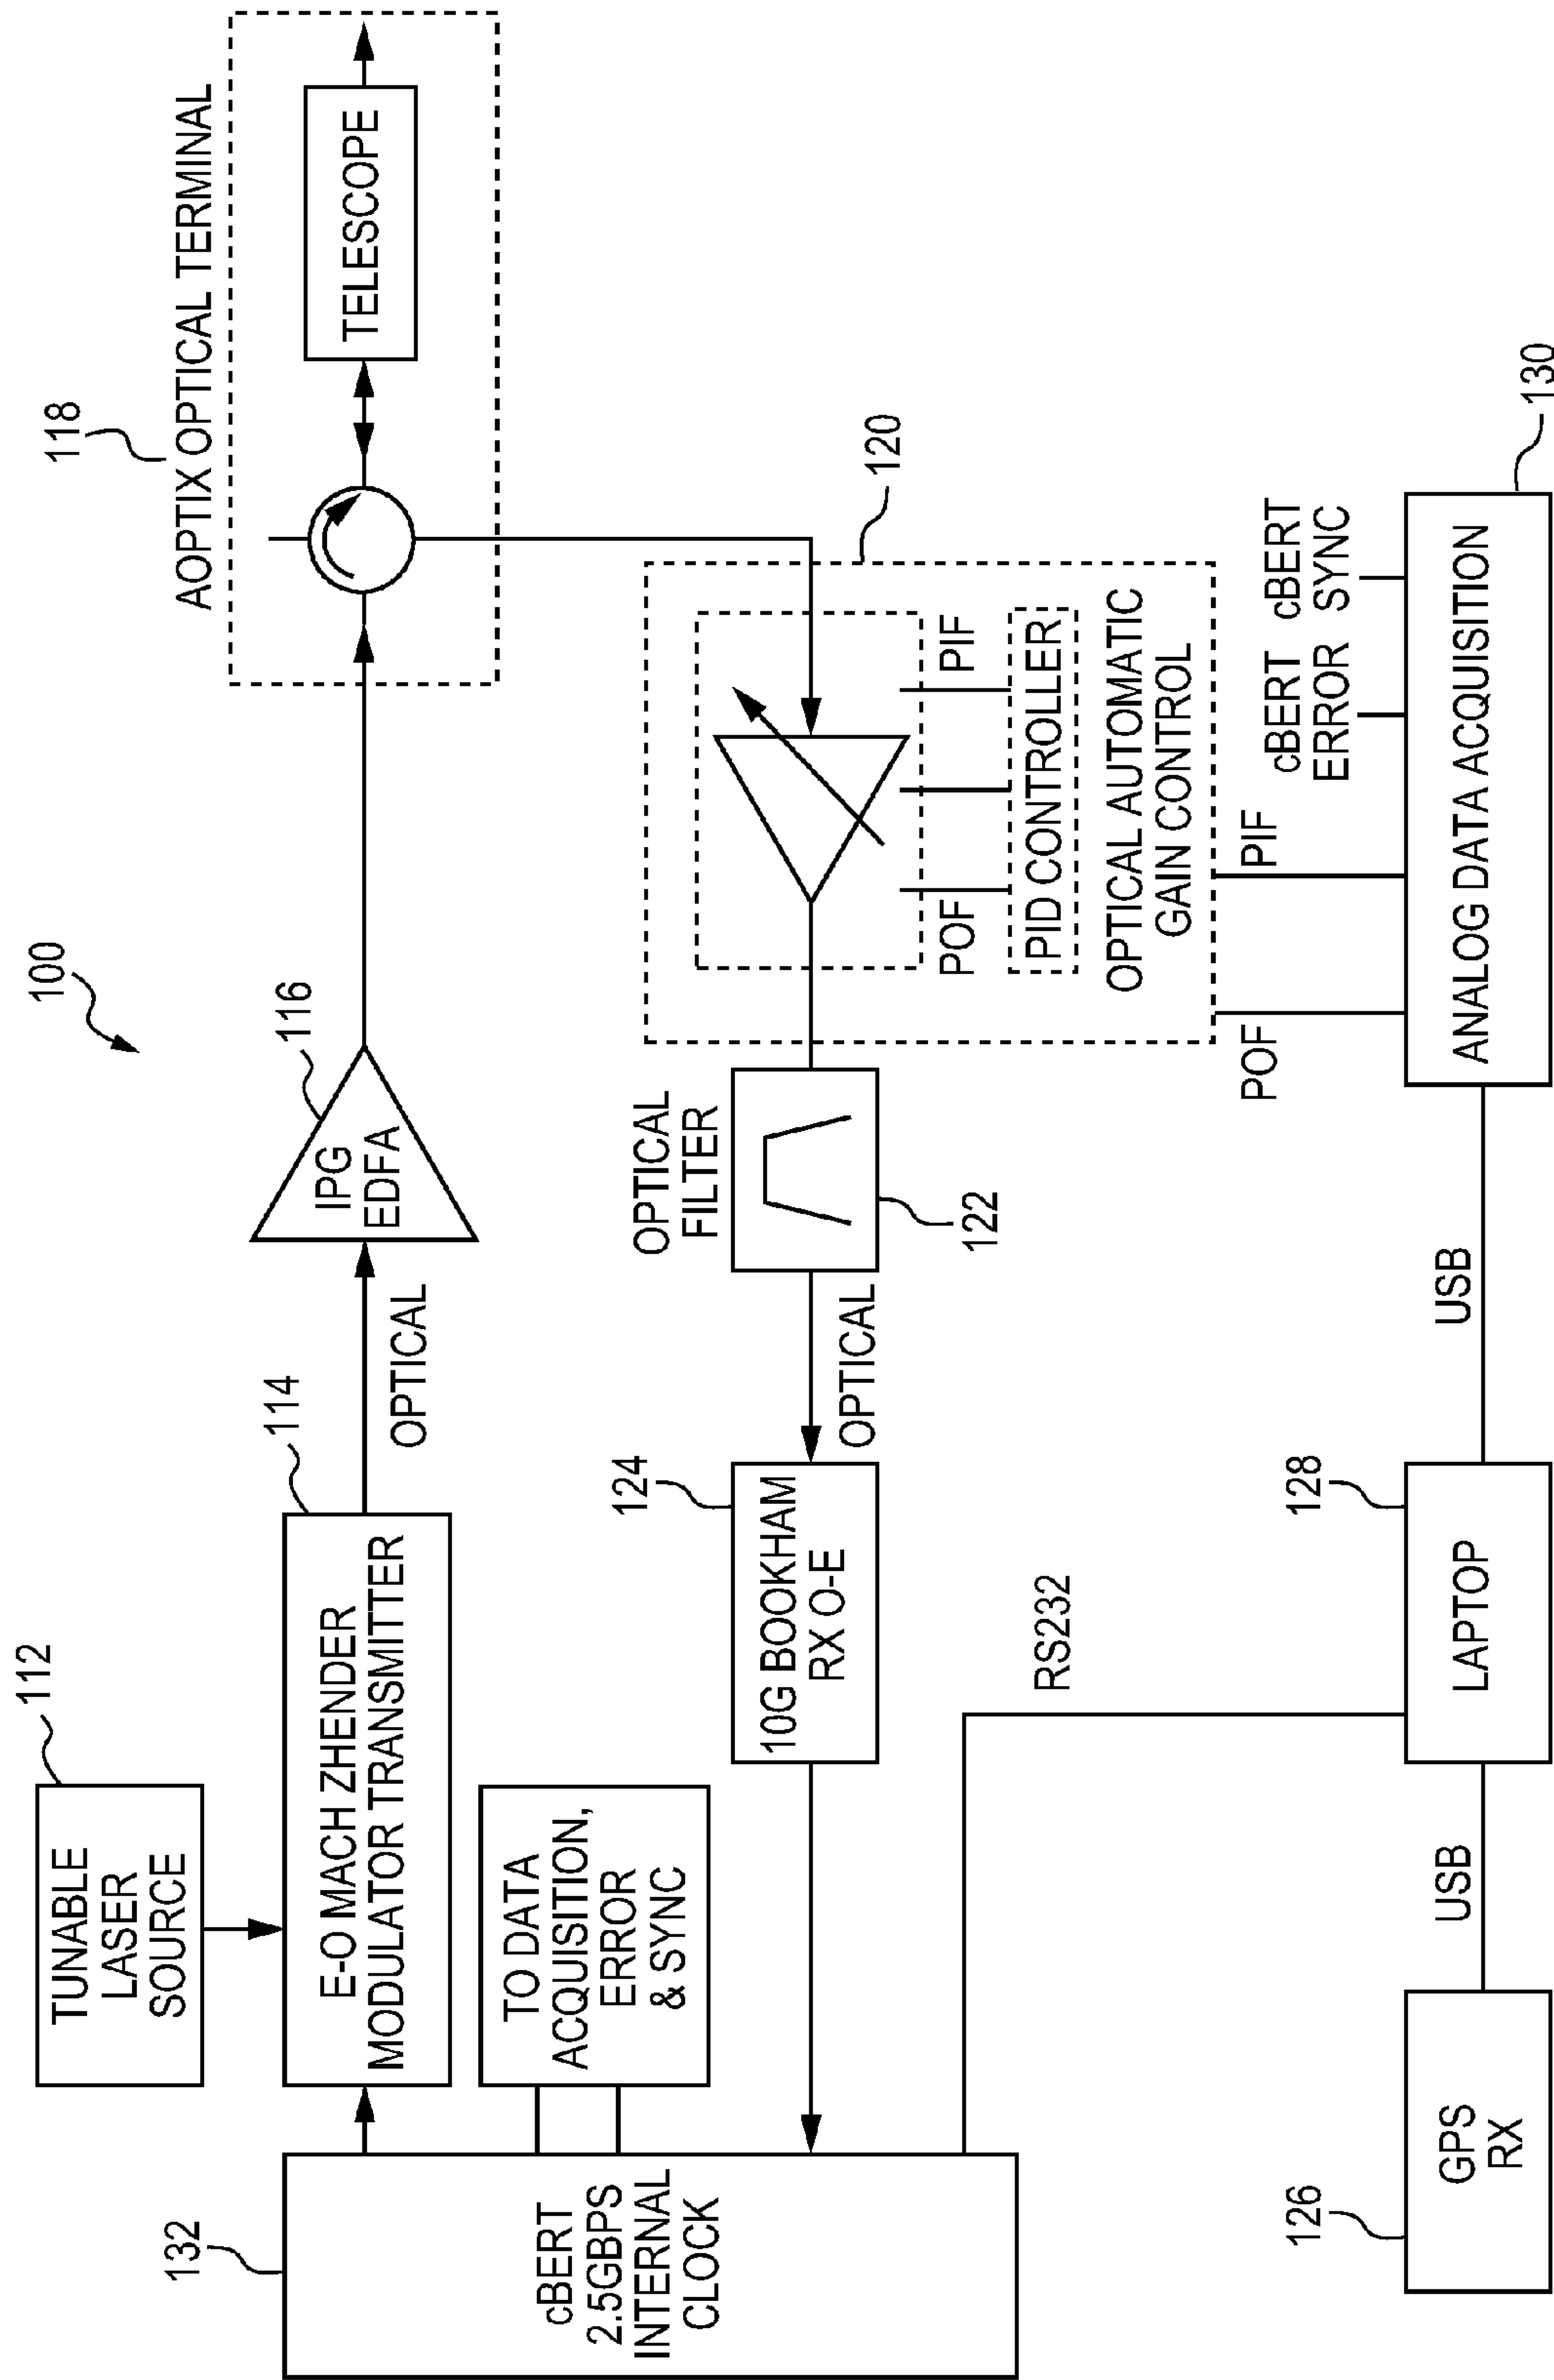 100
112
TUNABLE
LASER
SOURCE
114
E-O MACH ZHENDER
MODULATOR TRANSMITTER
OPTICAL
116
IPG
EDFA
118
AOPTIX OPTICAL TERMINAL
TELESCOPE
132
cBERT
2.5GBPS
INTERNAL
CLOCK
TO DATA
ACQUISITION,
ERROR
& SYNC
124
10G BOOKHAM
RX O-E
OPTICAL
OPTICAL
FILTER
122
120
POF
PIF
PID CONTROLLER
OPTICAL AUTOMATIC
GAIN CONTROL
RS232
POF
PIF
cBERT
ERROR
cBERT
SYNC
126
GPS
RX
USB
128
LAPTOP
USB
ANALOG DATA ACQUISITION
130